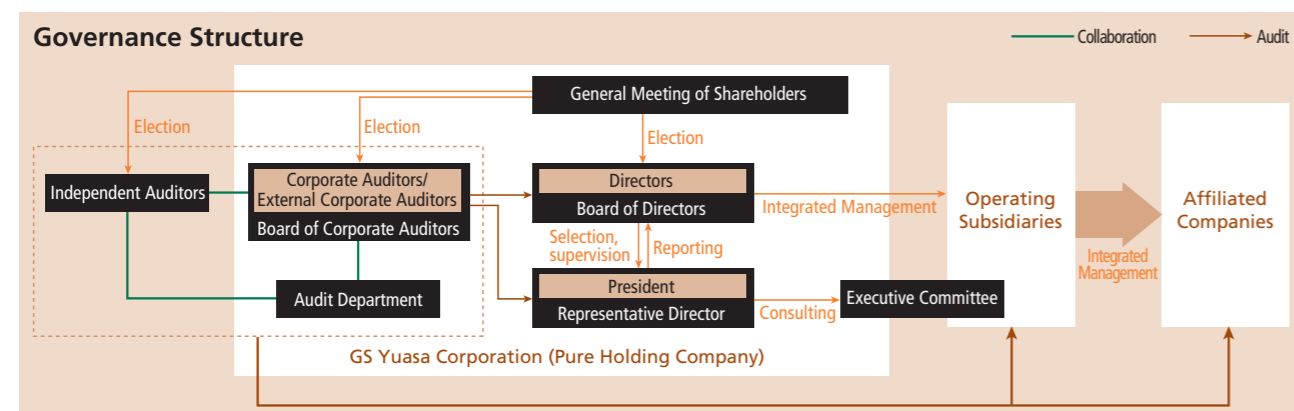 Governance Structure
Collaboration
Audit
General Meeting of Shareholders
Election
Election
Election
Independent Auditors
Corporate Auditors/
External Corporate Auditors
Board of Corporate Auditors
Directors
Board of Directors
Integrated Management
Operating
Subsidiaries
Affiliated
Companies
Integrated
Management
Selection,
supervision
Reporting
Audit Department
President
Representative Director
Consulting
Executive Committee
GS Yuasa Corporation (Pure Holding Company)